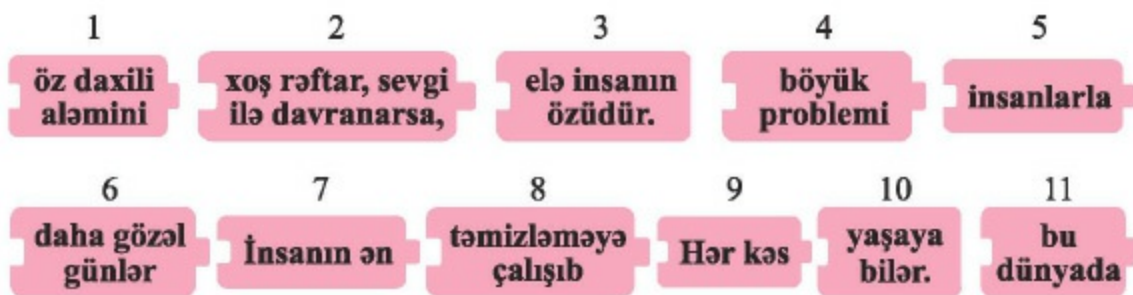 1 2 3 4 5
öz daxili aləmini
xoş rəftar, sevgi ilə davranarsa,
elə insanın özüdür.
böyük problemi
insanlarla
6 7 8 9 10 11
daha gözəl günlər
İnsanın ən
təmizləməyə çalışıb
Hər kəs
yaşaya bilər.
bu dünyada